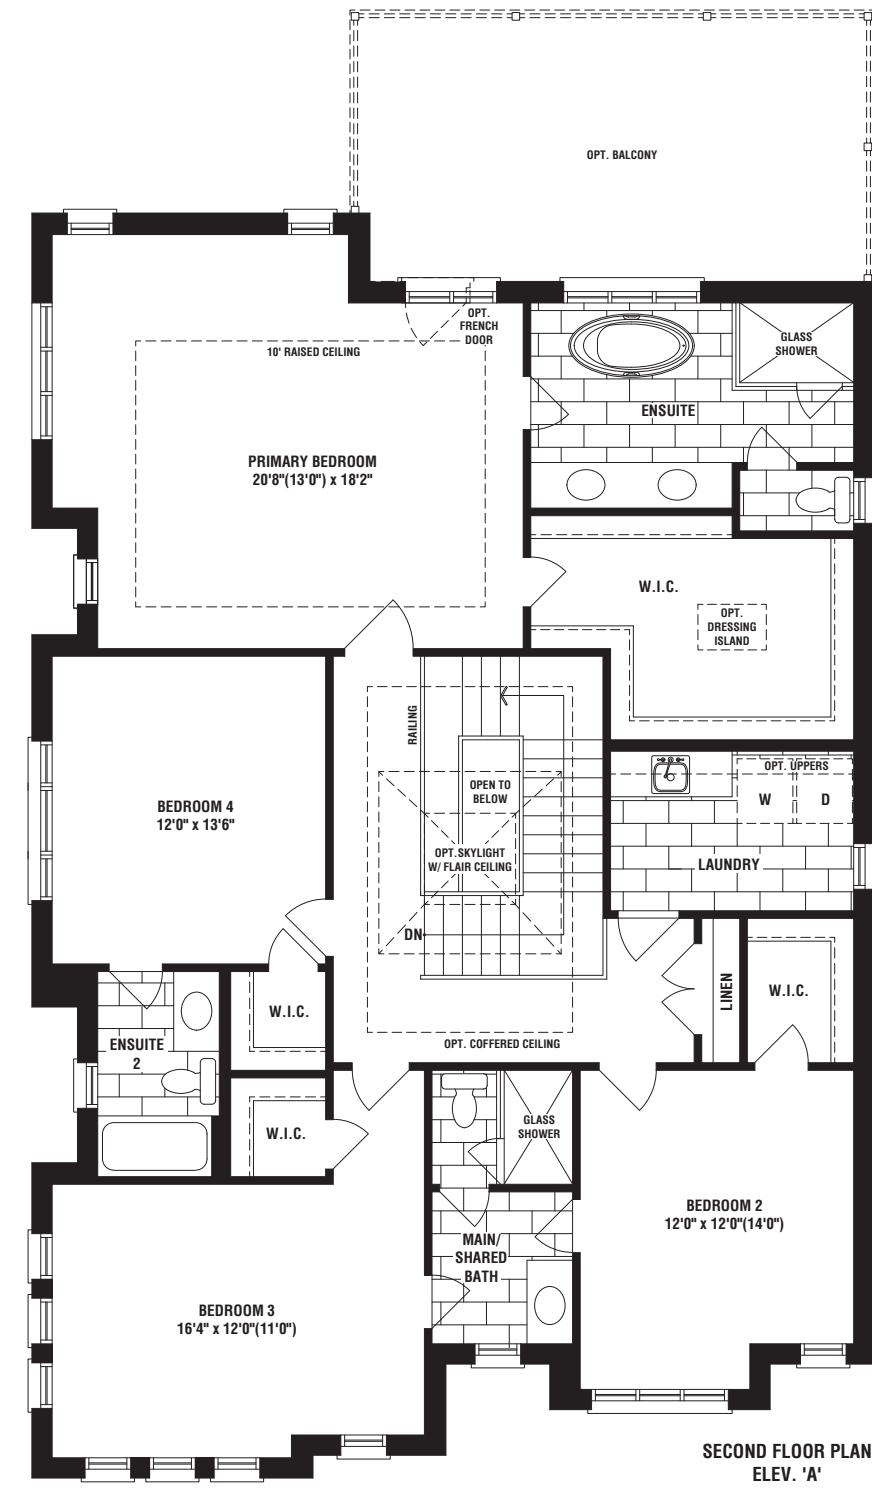 OPT. BALCONY
OPT.
FRENCH
DOOR
10' RAISED CEILING
GLASS
SHOWER
ENSUITE
PRIMARY BEDROOM
20'8"(13'0") x 18'2"
W.I.C.
OPT.
DRESSING
ISLAND
RAILING
OPEN TO
BELOW
OPT. UPPERS
W
D
BEDROOM 4
12'0" x 13'6"
OPT.SKYLIGHT
W/ FLAIR CEILING
LAUNDRY
DN
LINEN
W.I.C.
W.I.C.
ENSUITE
2
OPT. COFFERED CEILING
W.I.C.
GLASS
SHOWER
BEDROOM 2
12'0" x 12'0"(14'0")
MAIN/
SHARED
BATH
BEDROOM 3
16'4" x 12'0"(11'0")
SECOND FLOOR PLAN
ELEV. 'A'